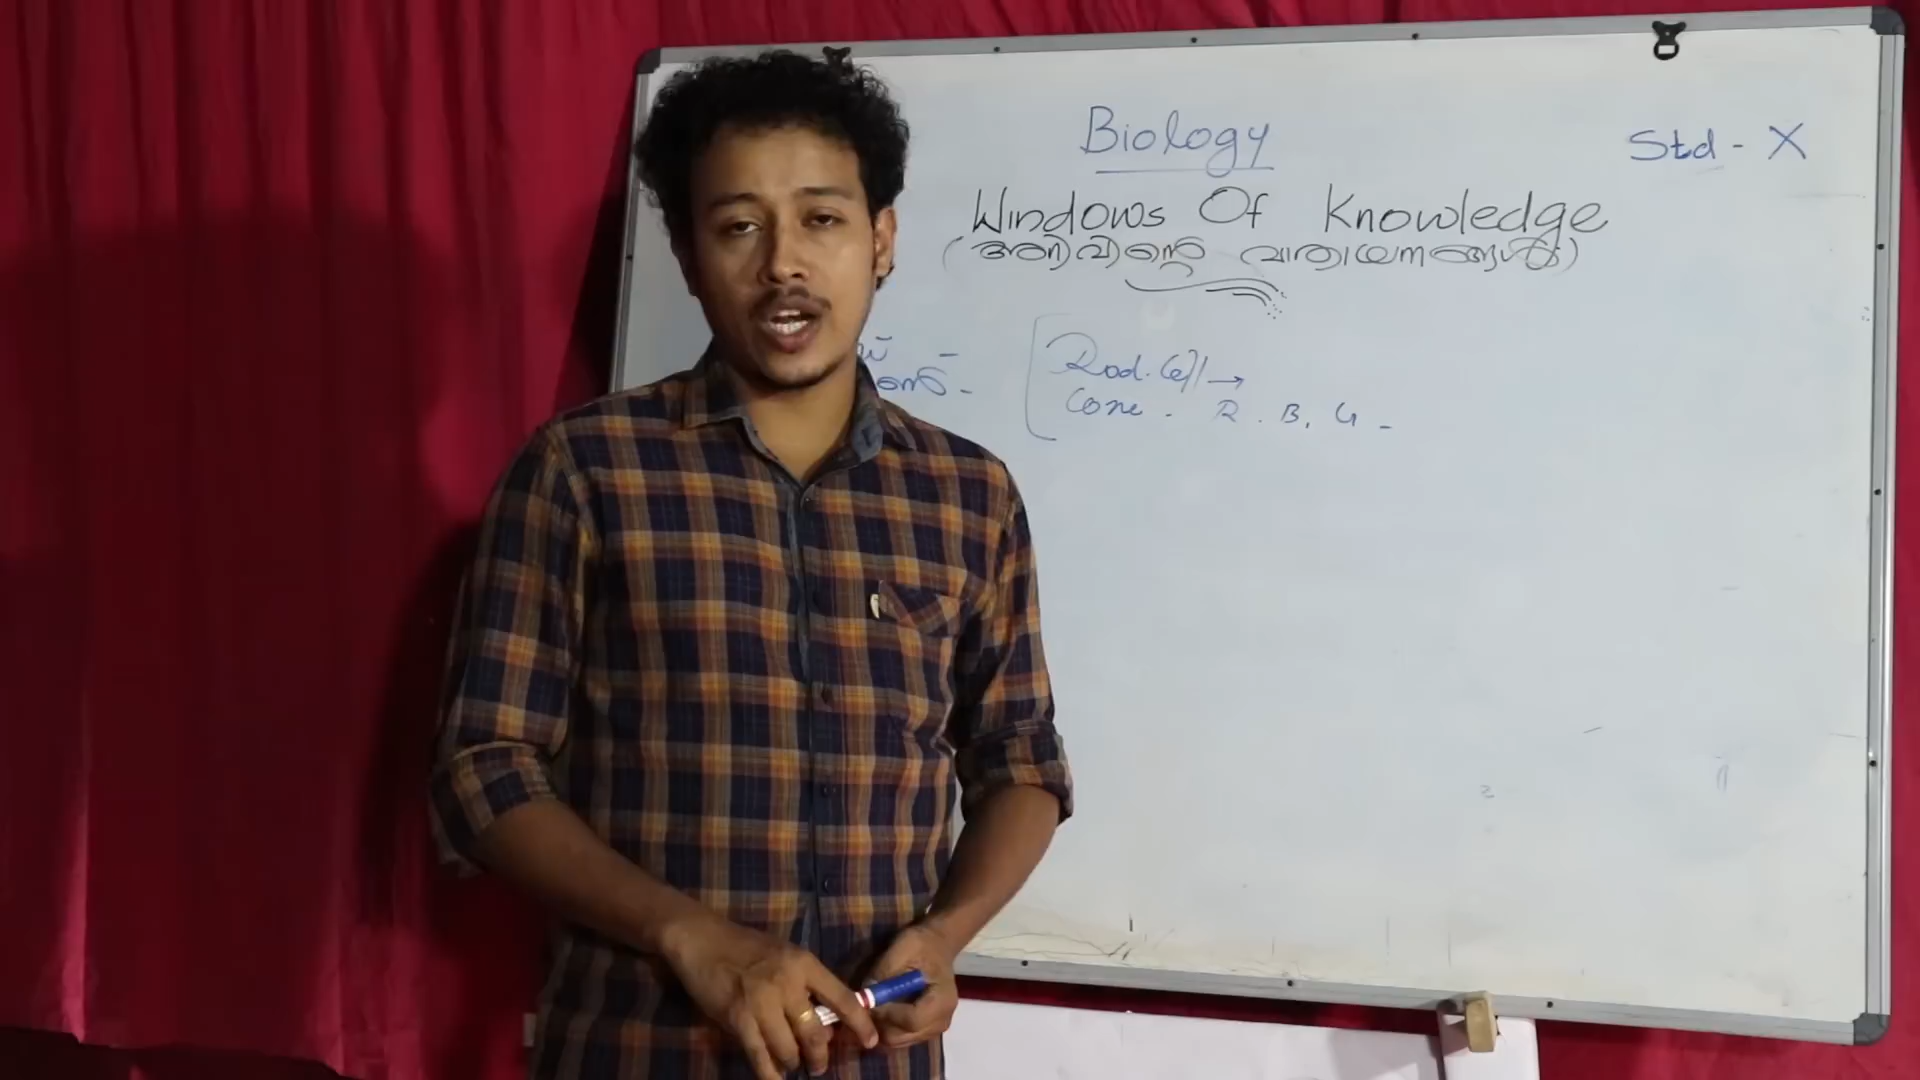 Biology
Std - X
Windows Of Knowledge
(അറിവിന്റെ വാതായനങ്ങൾ)
Rod. Cell →
Cone . R . B. G -